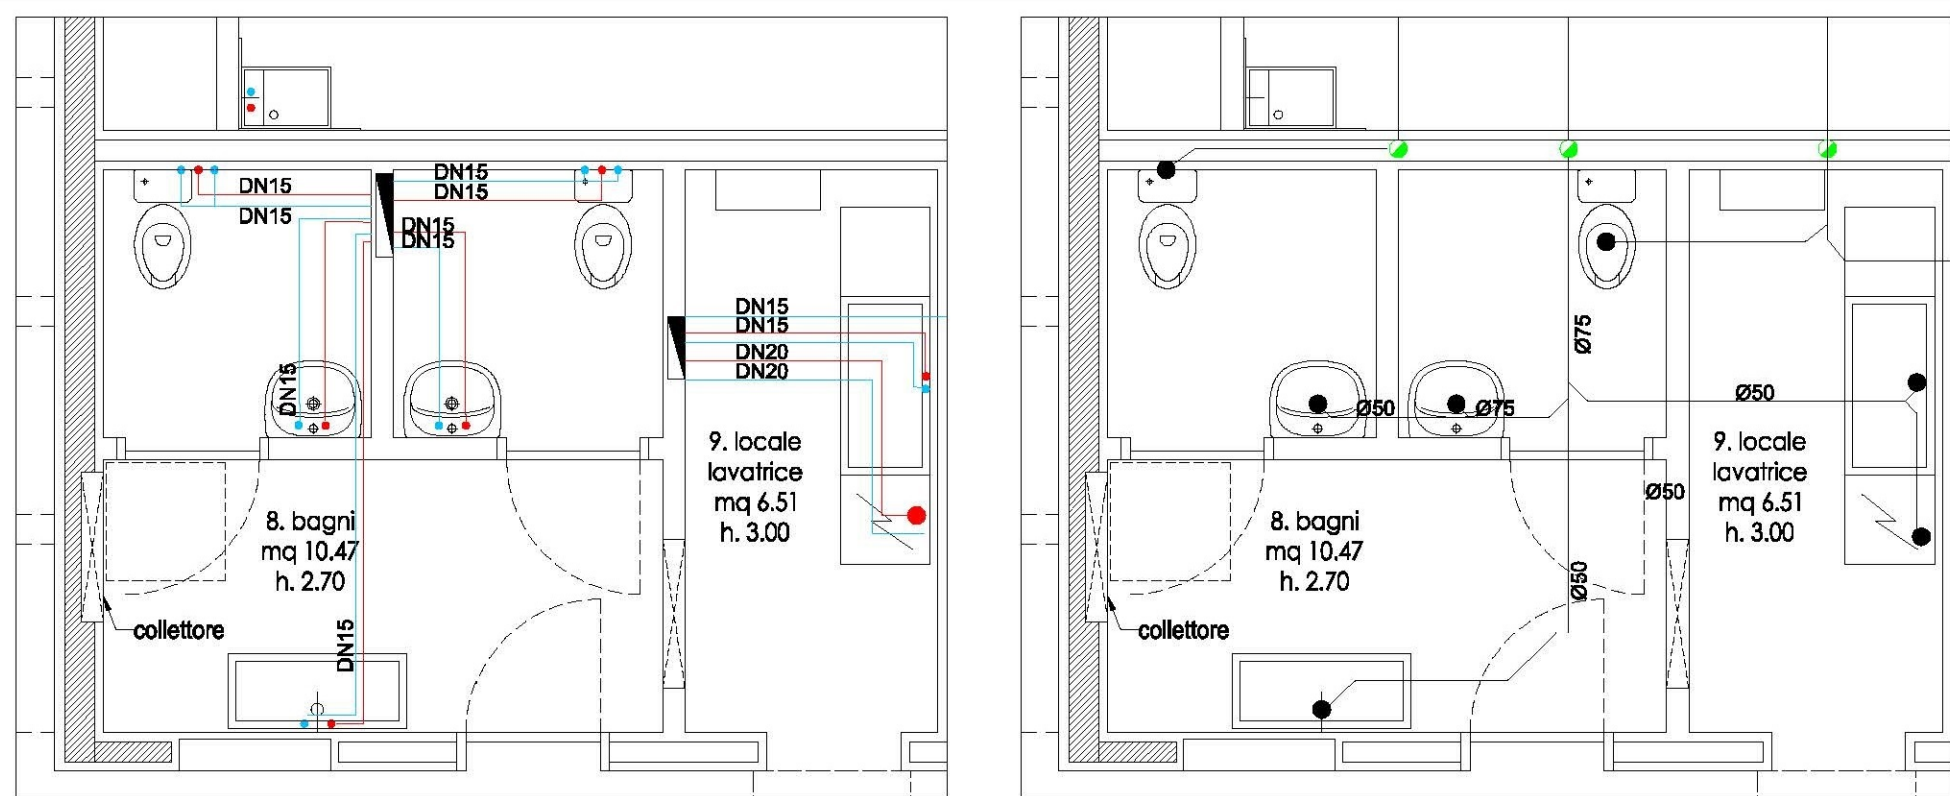 DN15
DN15
DN15
DN15
DN15
DN15
DN15
DN15
DN15
DN20
DN20
DN15
9. locale
lavatrice
mq 6.51
h. 3.00
8. bagni
mq 10.47
h. 2.70
collettore
DN15
Ø75
Ø50
Ø50
Ø75
9. locale
lavatrice
mq 6.51
h. 3.00
Ø50
8. bagni
mq 10.47
h. 2.70
Ø50
collettore